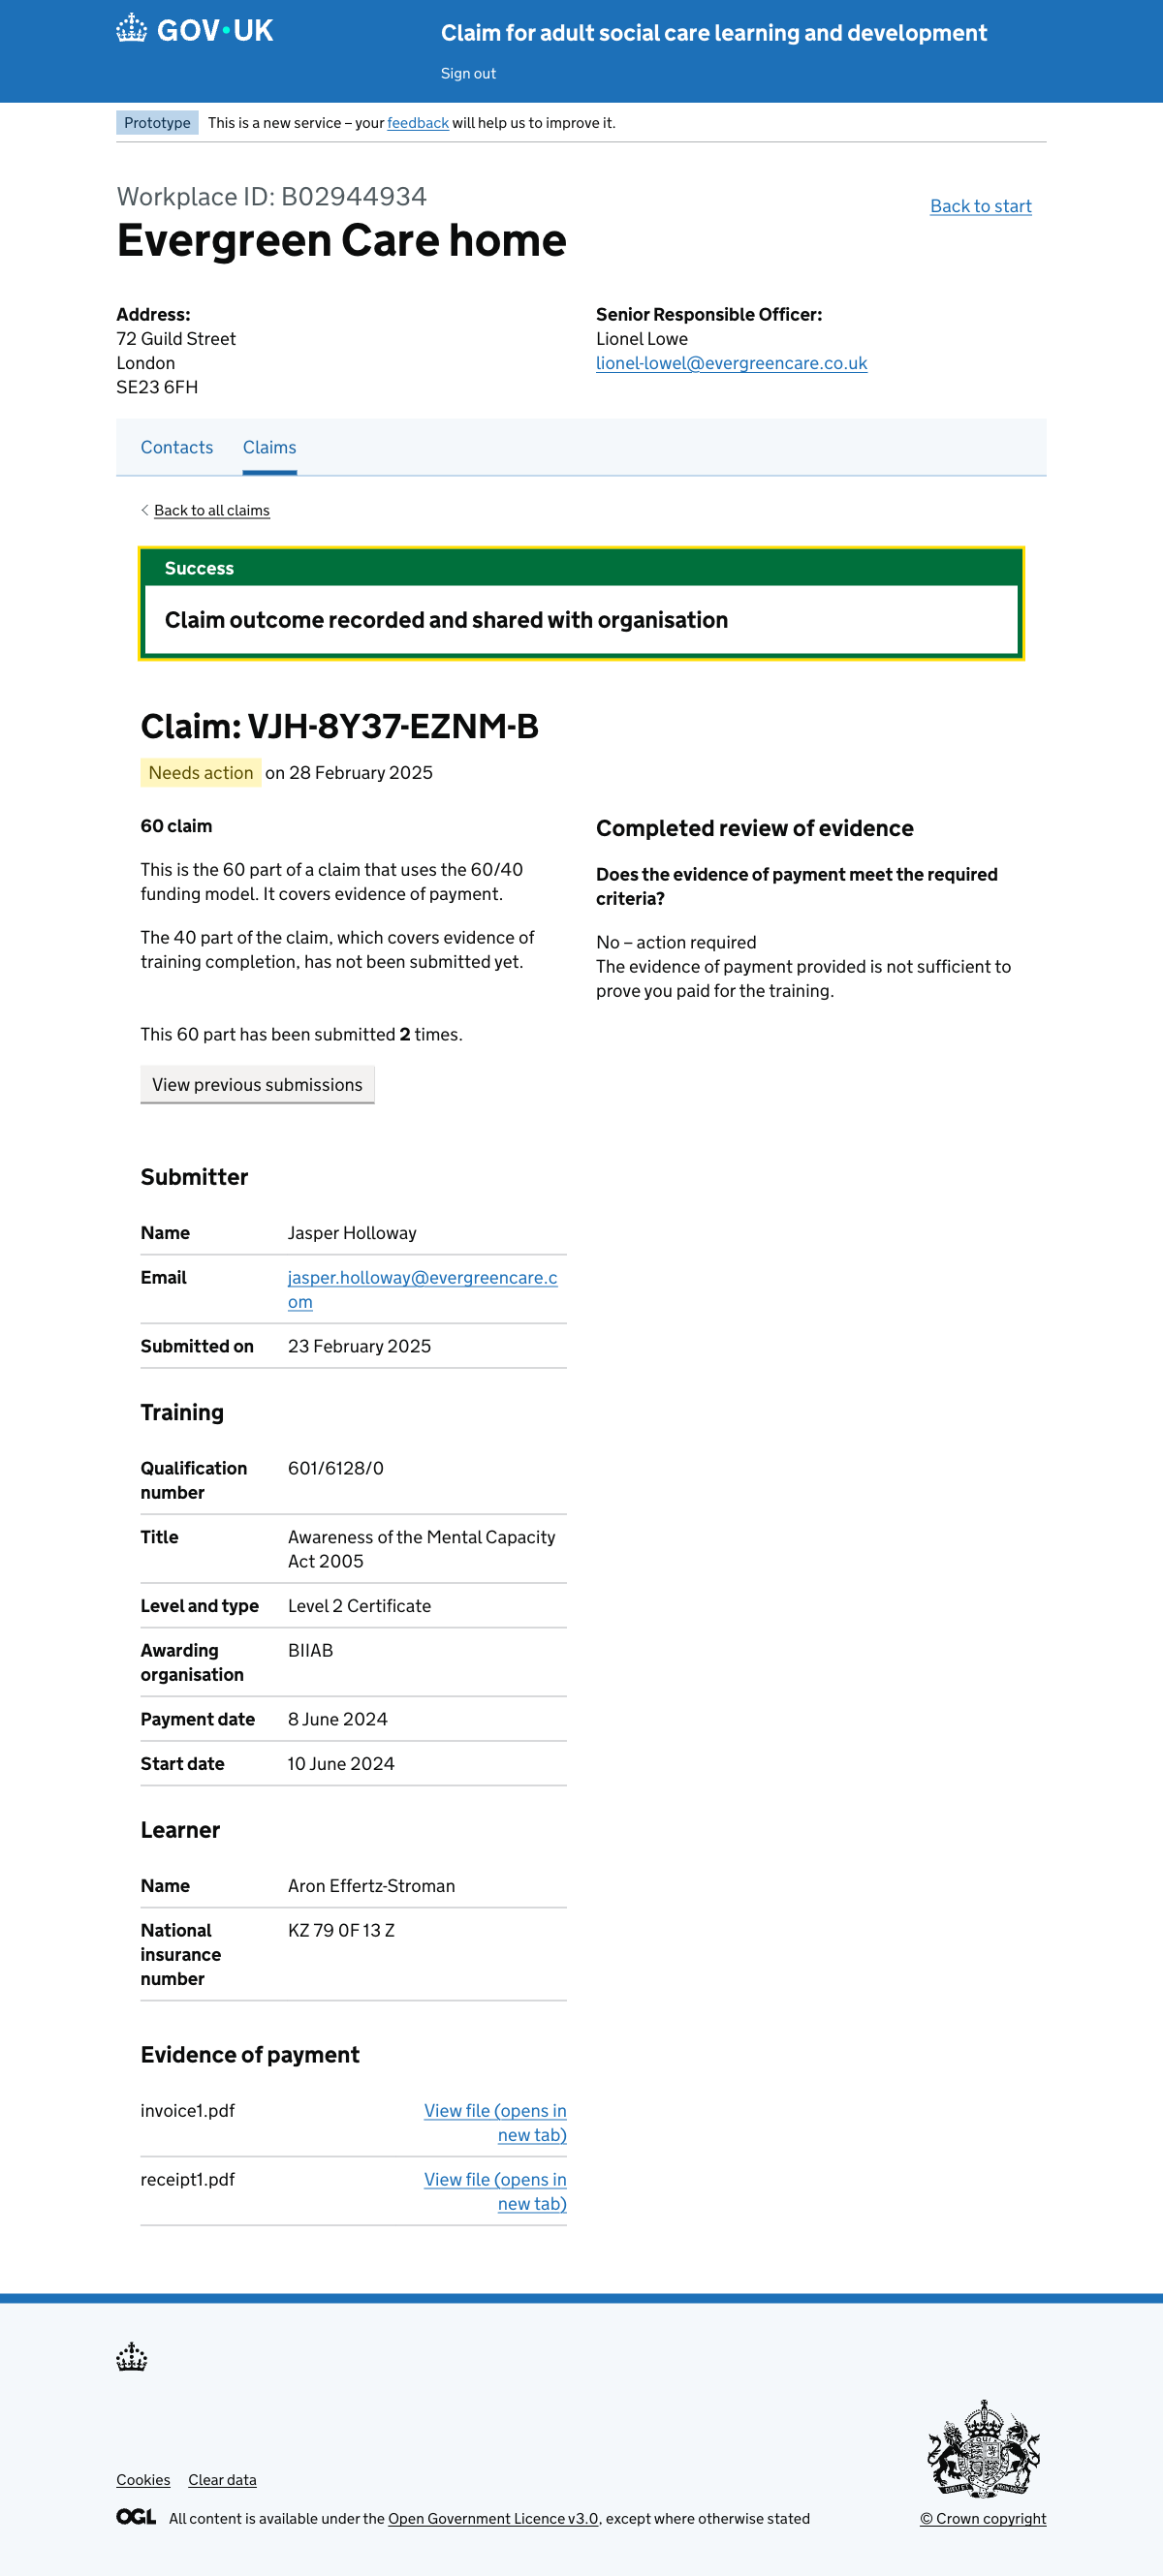 GOV·UK
Claim for adult social care learning and development
Sign out
Prototype This is a new service – your feedback will help us to improve it.
Workplace ID: B02944934
Back to start
Evergreen Care home
Address:
72 Guild Street
London
SE23 6FH
Senior Responsible Officer:
Lionel Lowe
lionel-lowel@evergreencare.co.uk
Contacts Claims
Back to all claims
Success
Claim outcome recorded and shared with organisation
Claim: VJH-8Y37-EZNM-B
Needs action on 28 February 2025
60 claim
This is the 60 part of a claim that uses the 60/40
funding model. It covers evidence of payment.
The 40 part of the claim, which covers evidence of
training completion, has not been submitted yet.
This 60 part has been submitted 2 times.
View previous submissions
Completed review of evidence
Does the evidence of payment meet the required
criteria?
No – action required
The evidence of payment provided is not sufficient to
prove you paid for the training.
Submitter
Name Jasper Holloway
Email jasper.holloway@evergreencare.c
om
Submitted on 23 February 2025
Training
Qualification
number
601/6128/0
Title Awareness of the Mental Capacity
Act 2005
Level and type Level 2 Certificate
Awarding
organisation
BIIAB
Payment date 8 June 2024
Start date 10 June 2024
Learner
Name Aron Effertz-Stroman
National
insurance
number
KZ 79 0F 13 Z
Evidence of payment
invoice1.pdf View file (opens in
new tab)
receipt1.pdf View file (opens in
new tab)
Cookies Clear data
OGL All content is available under the Open Government Licence v3.0, except where otherwise stated
© Crown copyright